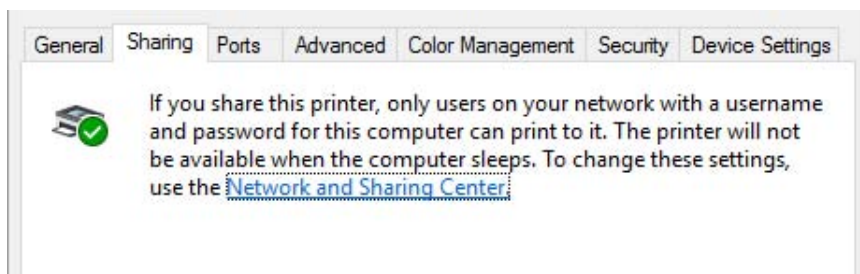 General Sharing Ports Advanced Color Management Security Device Settings
If you share this printer, only users on your network with a username
and password for this computer can print to it. The printer will not
be available when the computer sleeps. To change these settings,
use the Network and Sharing Center.